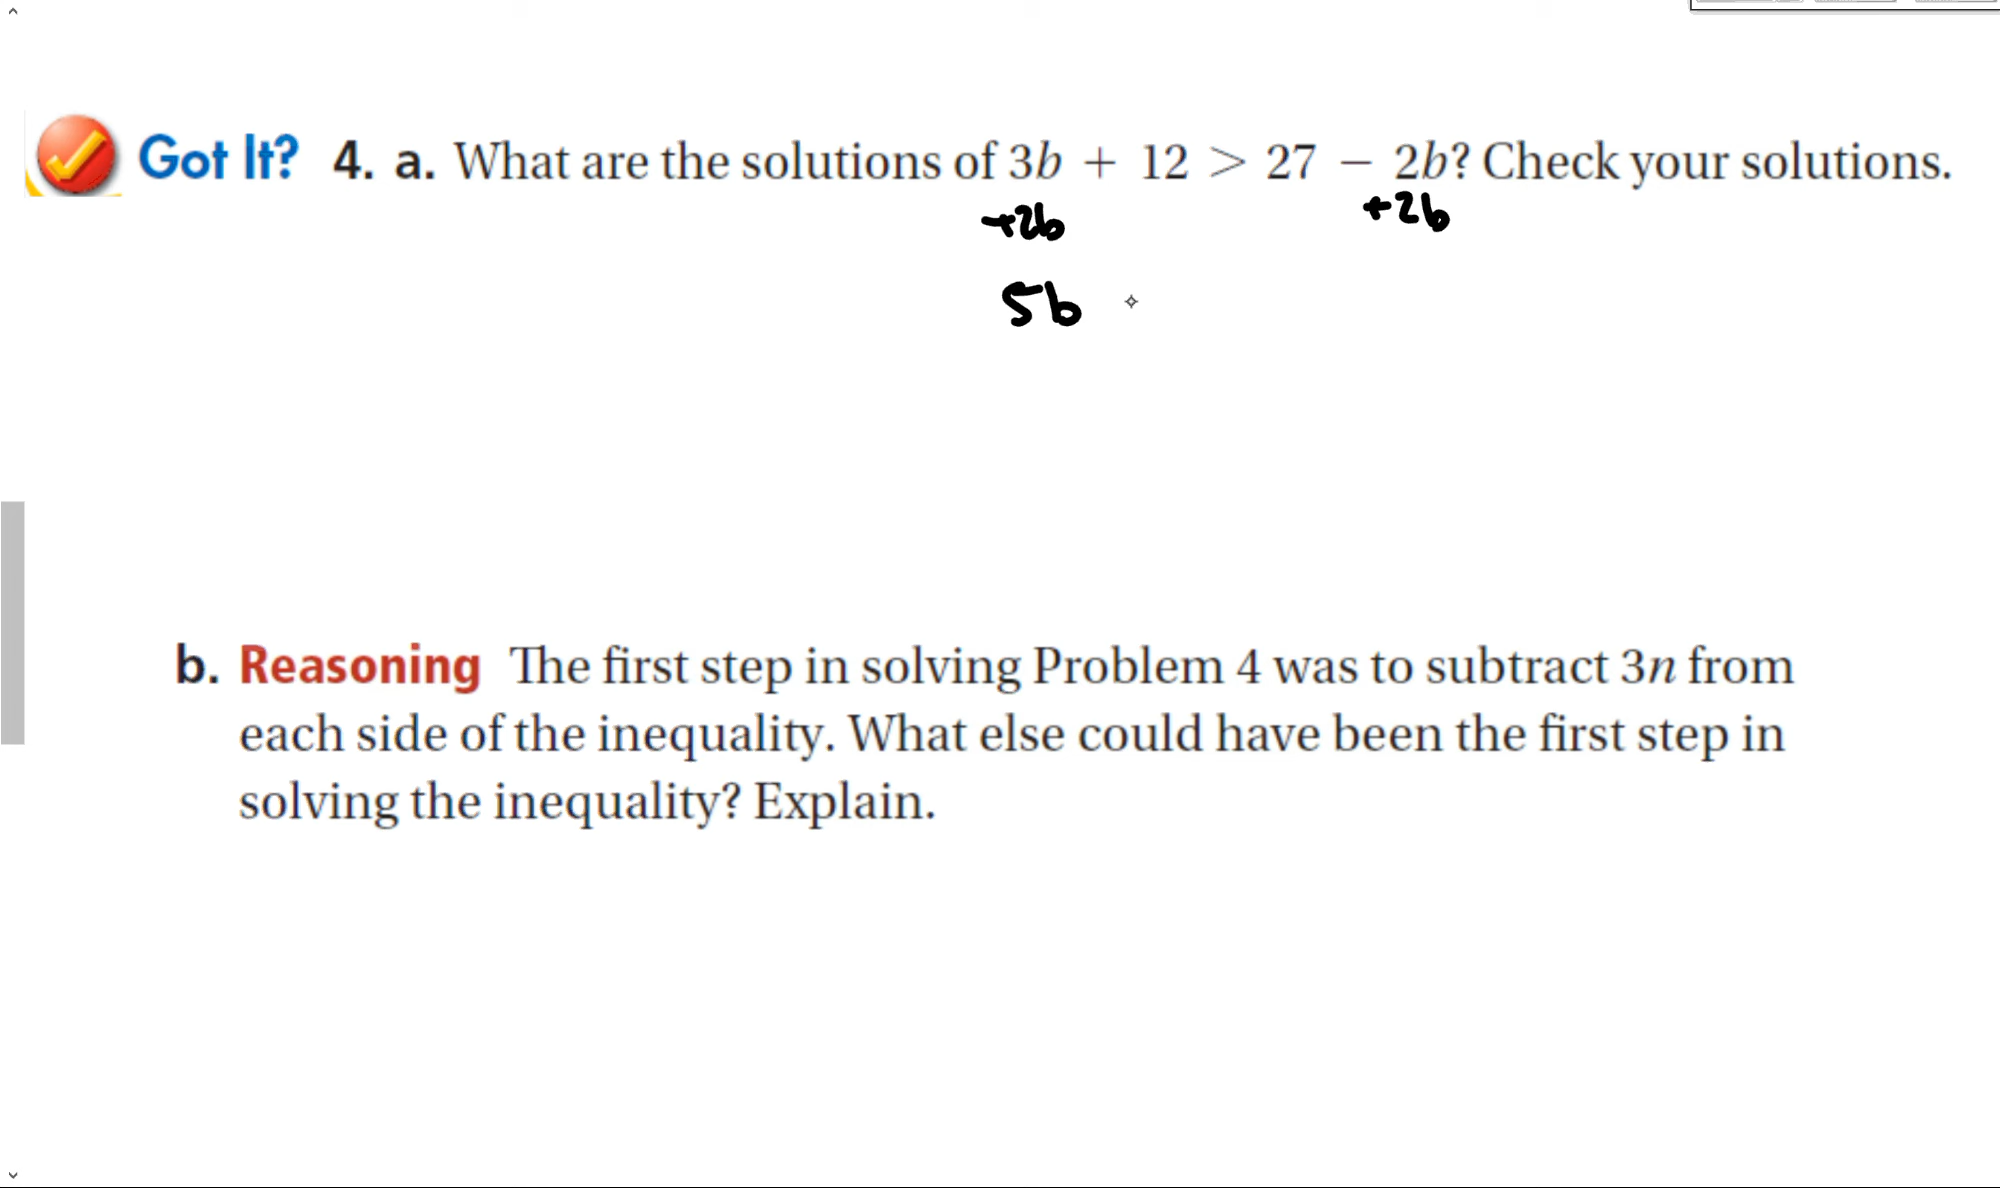 Got It? 4. a. What are the solutions of 3b + 12 > 27 − 2b? Check your solutions.
+2b +2b
5b
b. Reasoning The first step in solving Problem 4 was to subtract 3n from
each side of the inequality. What else could have been the first step in
solving the inequality? Explain.